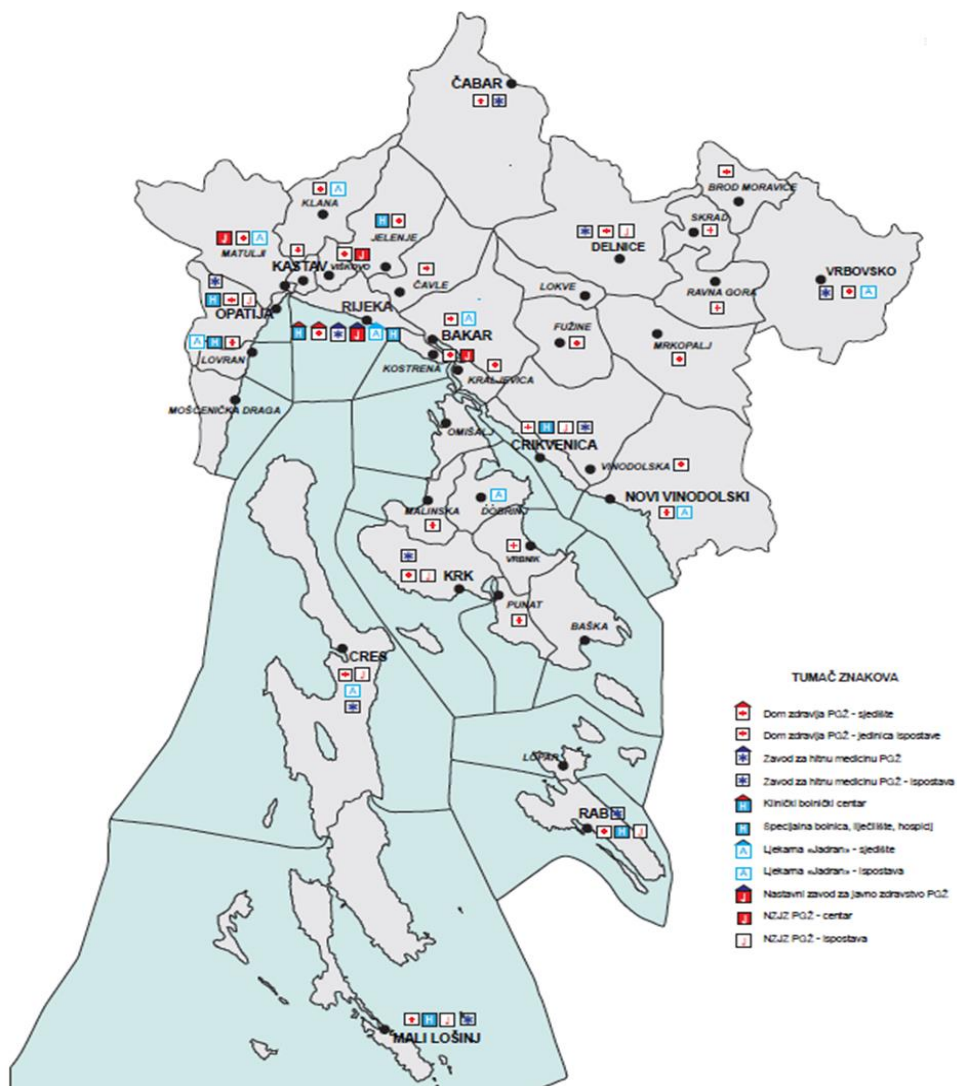 ČABAR
BROD MORAVICE
KLANA
SKRAD
JELENJE
DELNICE
MATULJI
KASTAV
VIŠKOVO
ČAVLE
LOKVE
RAVNA GORA
VRBOVSKO
OPATIJA
RIJEKA
BAKAR
FUŽINE
MRKOPALJ
LOVRAN
KOSTRENA
KRALJEVICA
MOŠĆENIČKA DRAGA
OMIŠALJ
CRIKVENICA
VINODOLSKA
NOVI VINODOLSKI
MALINSKA
DOBRINJ
VRBNIK
KRK
PUNAT
BAŠKA
CRES
LOPAR
RAB
MALI LOŠINJ
TUMAČ ZNAKOVA
Dom zdravlja PGŽ - sjedište
Dom zdravlja PGŽ - jedinica ispostave
Zavod za hitnu medicinu PGŽ
Zavod za hitnu medicinu PGŽ - ispostava
Klinički bolnički centar
Specijalna bolnica, lječilište, hospicij
Ljekarna «Jadran» - sjedište
Ljekarna «Jadran» - ispostava
Nastavni zavod za javno zdravstvo PGŽ
NZJZ PGŽ - centar
NZJZ PGŽ - ispostava